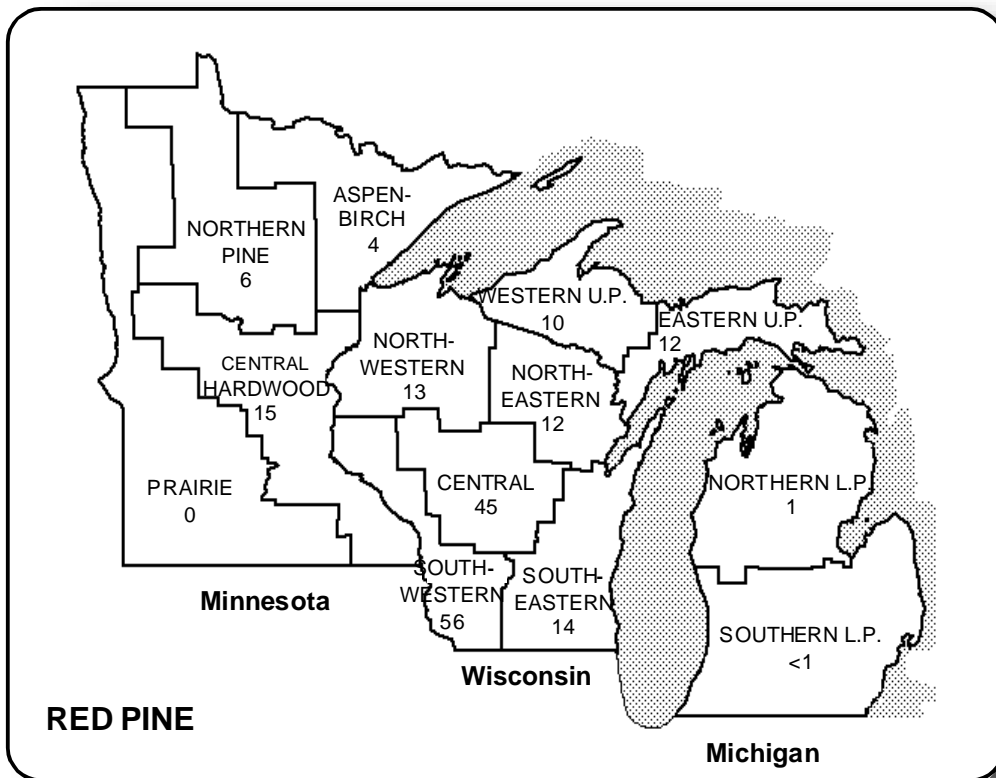 ASPEN-
BIRCH
4
NORTHERN
PINE
6
WESTERN U.P.
10
EASTERN U.P.
12
NORTH-
WESTERN
13
CENTRAL
HARDWOOD
15
NORTH-
EASTERN
12
PRAIRIE
0
CENTRAL
45
NORTHERN L.P.
1
SOUTH-
WESTERN
56
SOUTH-
EASTERN
14
Minnesota
SOUTHERN L.P.
<1
Wisconsin
RED PINE
Michigan